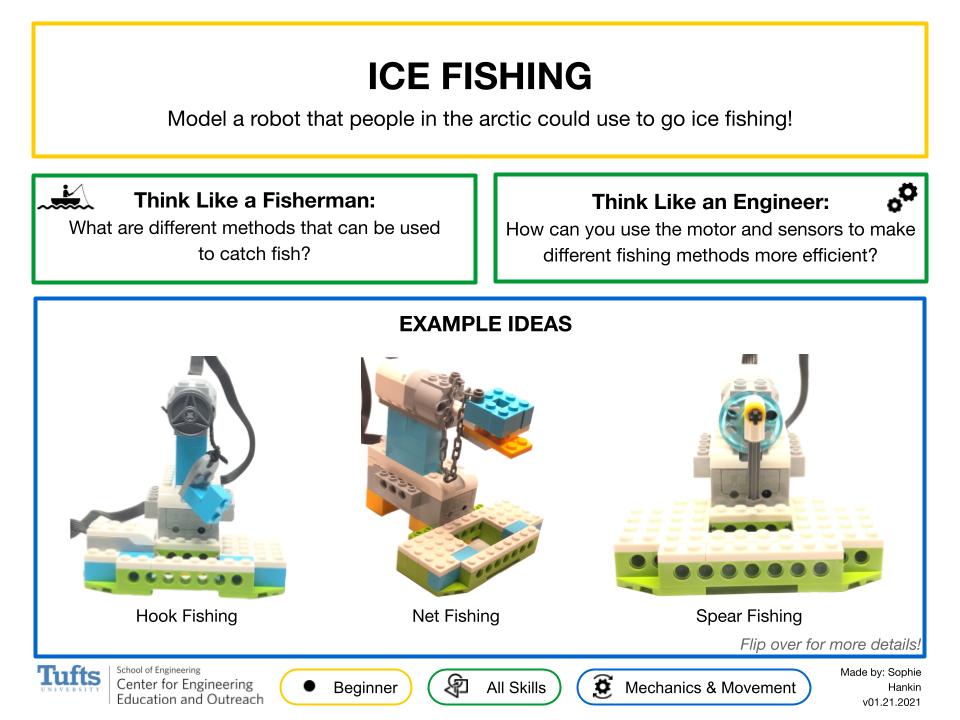 ICE FISHING
Model a robot that people in the arctic could use to go ice fishing!
Think Like a Fisherman:
What are different methods that can be used
to catch fish?
Think Like an Engineer:
How can you use the motor and sensors to make
different fishing methods more efficient?
EXAMPLE IDEAS
Hook Fishing
Net Fishing
Spear Fishing
Flip over for more details!
Tufts
UNIVERSITY
School of Engineering
Center for Engineering
Education and Outreach
Beginner
All Skills
Mechanics & Movement
Made by: Sophie
Hankin
v01.21.2021